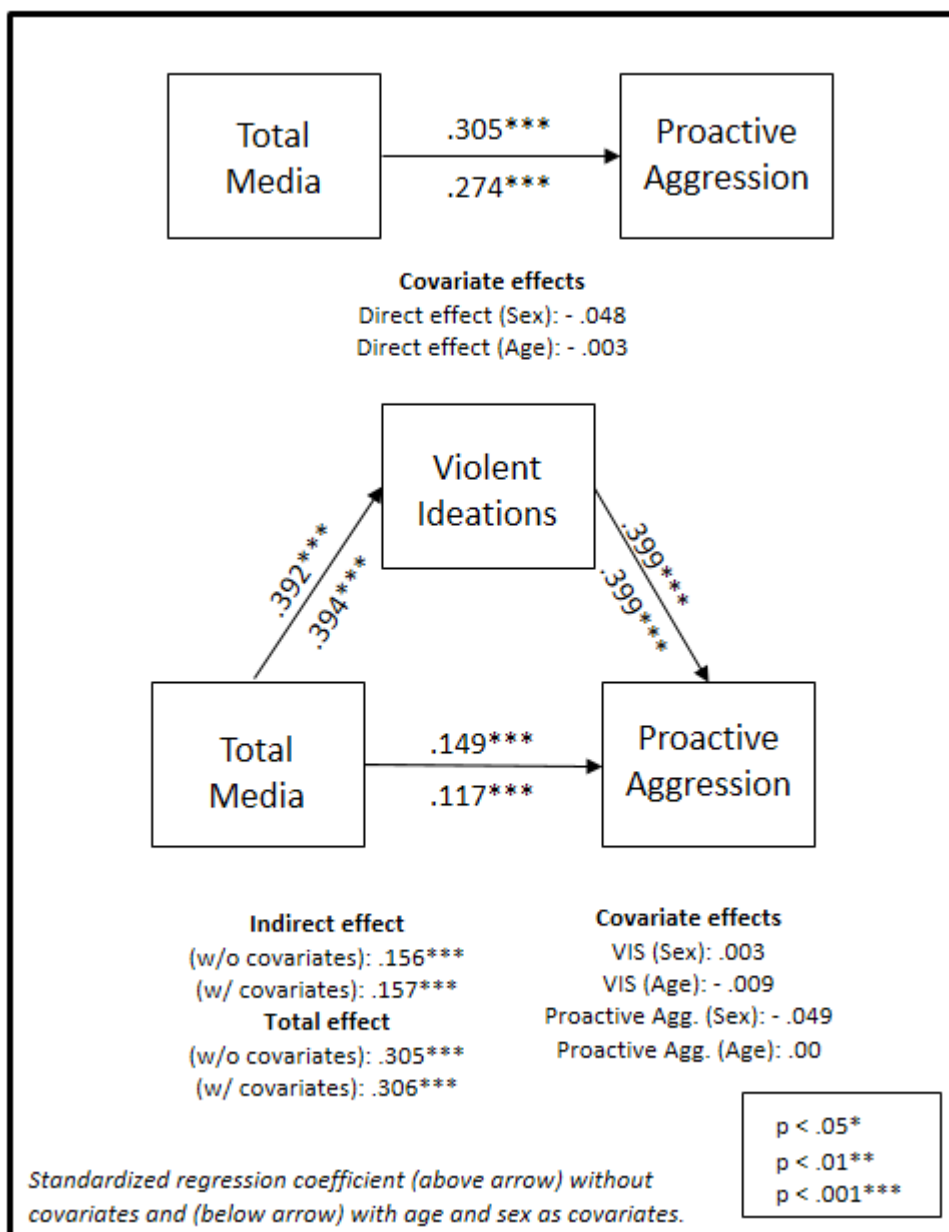 Total
Media
.305***
.274***
Proactive
Aggression
Covariate effects
Direct effect (Sex): - .048
Direct effect (Age): - .003
Violent
Ideations
.392***
.394***
.399***
.399***
Total
Media
.149***
.117***
Proactive
Aggression
Indirect effect
(w/o covariates): .156***
(w/ covariates): .157***
Total effect
(w/o covariates): .305***
(w/ covariates): .306***
Covariate effects
VIS (Sex): .003
VIS (Age): - .009
Proactive Agg. (Sex): - .049
Proactive Agg. (Age): .00
p < .05*
p < .01**
p < .001***
Standardized regression coefficient (above arrow) without
covariates and (below arrow) with age and sex as covariates.